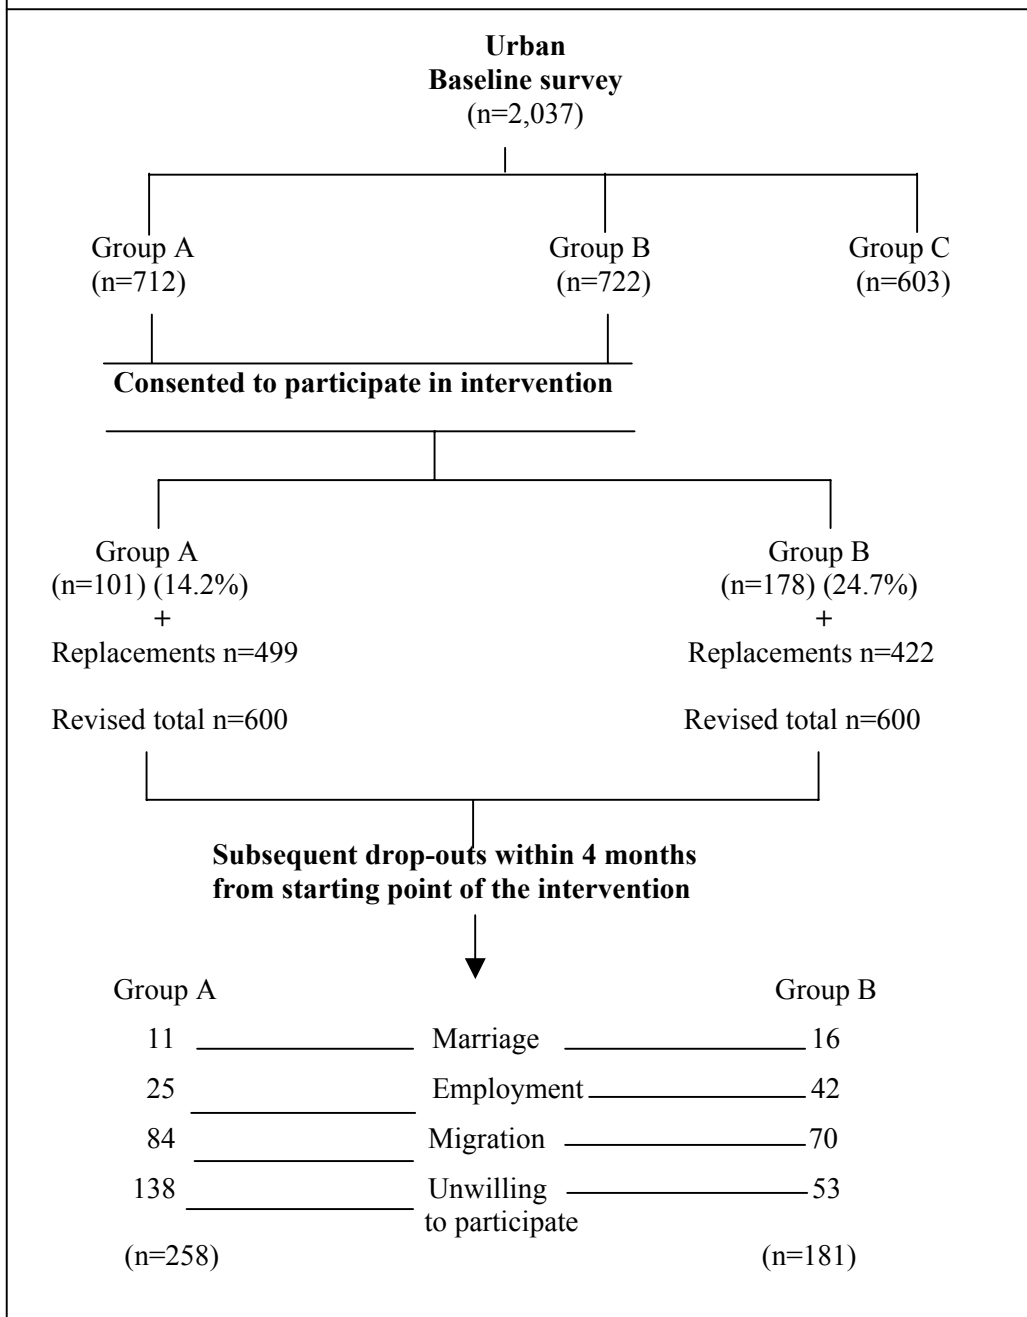 Urban
Baseline survey
(n=2,037)
Group A Group B Group C
(n=712) (n=722) (n=603)
Consented to participate in intervention
Group A Group B
(n=101) (14.2%) (n=178) (24.7%)
+ +
Replacements n=499 Replacements n=422
Revised total n=600 Revised total n=600
Subsequent drop-outs within 4 months
from starting point of the intervention
Group A Group B
11 Marriage 16
25 Employment 42
84 Migration 70
138 Unwilling 53
to participate
(n=258) (n=181)